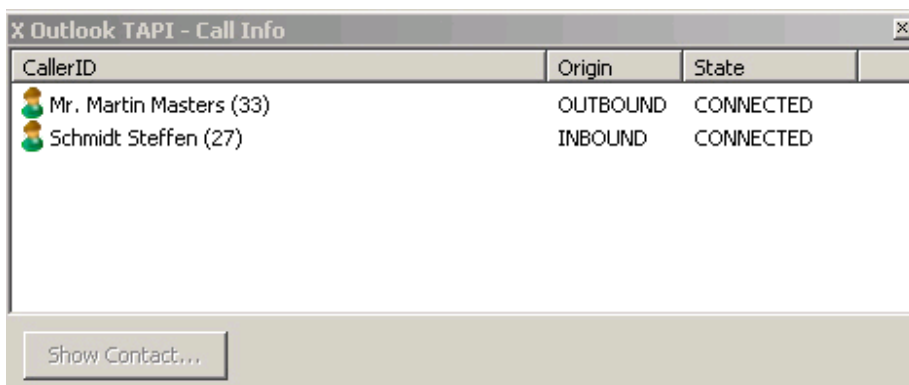 X Outlook TAPI - Call Info
CallerID Origin State
Mr. Martin Masters (33) OUTBOUND CONNECTED
Schmidt Steffen (27) INBOUND CONNECTED
Show Contact...